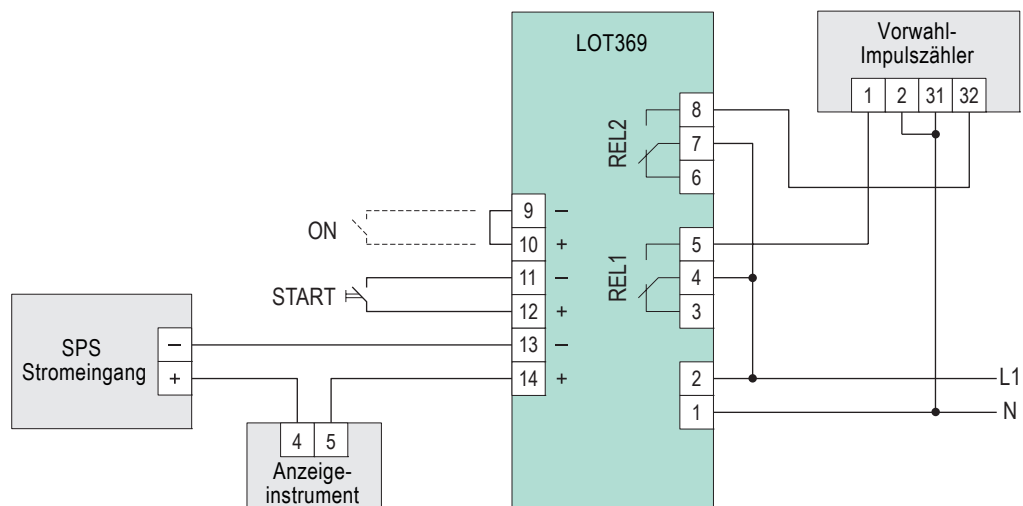 LOT369
Vorwahl-
Impulszähler
1 2 31 32
REL2
8
7
6
ON
9 –
10 +
START
11 –
12 +
13 –
14 +
REL1
5
4
3
2
1
L1
N
SPS
Stromeingang
–
+
4 5
Anzeige-
instrument